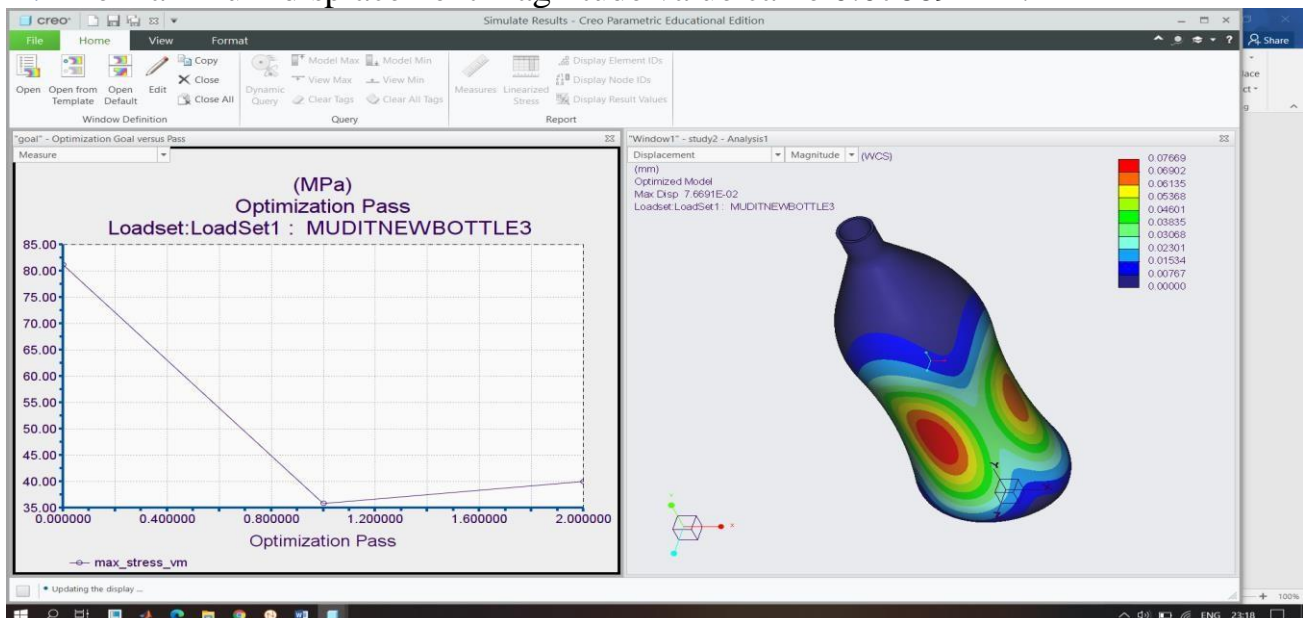 creo® Simulate Results - Creo Parametric Educational Edition
File Home View Format
Share
Open
Open from Template
Open Default
Edit
Copy
Close
Close All
Window Definition
Dynamic Query
Model Max Model Min
View Max View Min
Clear Tags Clear All Tags
Query
Measures
Linearized Stress
Display Element IDs
Display Node IDs
Display Result Values
Report
"goal" - Optimization Goal versus Pass
Measure
(MPa)
Optimization Pass
Loadset:LoadSet1 : MUDITNEWBOTTLE3
85.00
80.00
75.00
70.00
65.00
60.00
55.00
50.00
45.00
40.00
35.00
0.000000 0.400000 0.800000 1.200000 1.600000 2.000000
Optimization Pass
max_stress_vm
"Window1" - study2 - Analysis1
Displacement Magnitude (WCS)
(mm)
Optimized Model
Max Disp 7.6691E-02
Loadset:LoadSet1 : MUDITNEWBOTTLE3
0.07669
0.06902
0.06135
0.05368
0.04601
0.03835
0.03068
0.02301
0.01534
0.00767
0.00000
Updating the display ...
100%
ENG 23:18